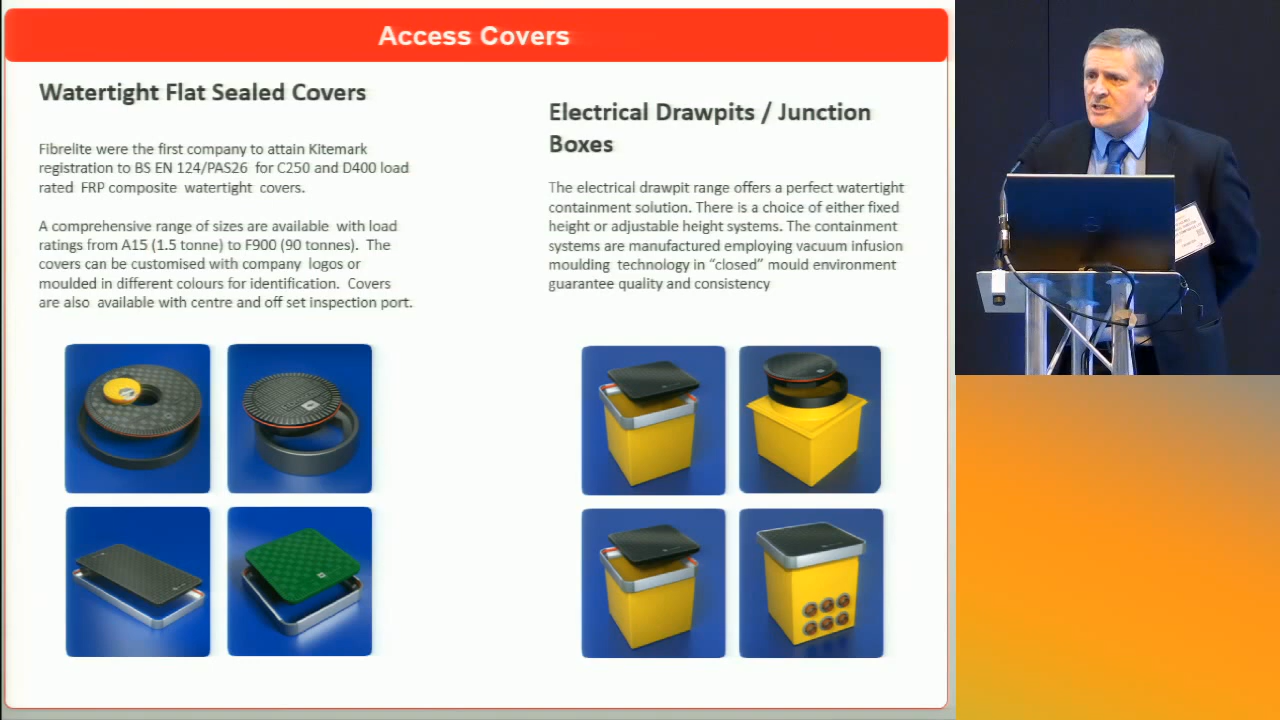 Access Covers
Watertight Flat Sealed Covers
Fibrelite were the first company to attain Kitemark
registration to BS EN 124/PAS26 for C250 and D400 load
rated FRP composite watertight covers.
A comprehensive range of sizes are available with load
ratings from A15 (1.5 tonne) to F900 (90 tonnes). The
covers can be customised with company logos or
moulded in different colours for identification. Covers
are also available with centre and off set inspection port.
Electrical Drawpits / Junction
Boxes
The electrical drawpit range offers a perfect watertight
containment solution. There is a choice of either fixed
height or adjustable height systems. The containment
systems are manufactured employing vacuum infusion
moulding technology in “closed” mould environment
guarantee quality and consistency